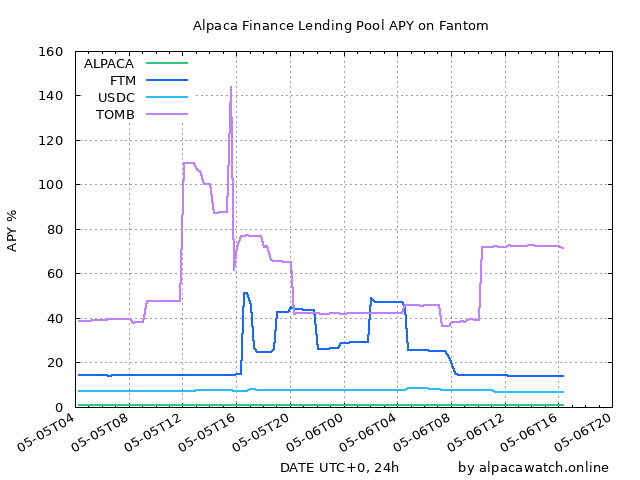 Alpaca Finance Lending Pool APY on Fantom
160
140
120
100
80
60
40
20
0
APY %
ALPACA
FTM
USDC
TOMB
05-05T04
05-05T08
05-05T12
05-05T16
05-05T20
05-06T00
05-06T04
05-06T08
05-06T12
05-06T16
05-06T20
DATE UTC+0, 24h
by alpacawatch.online